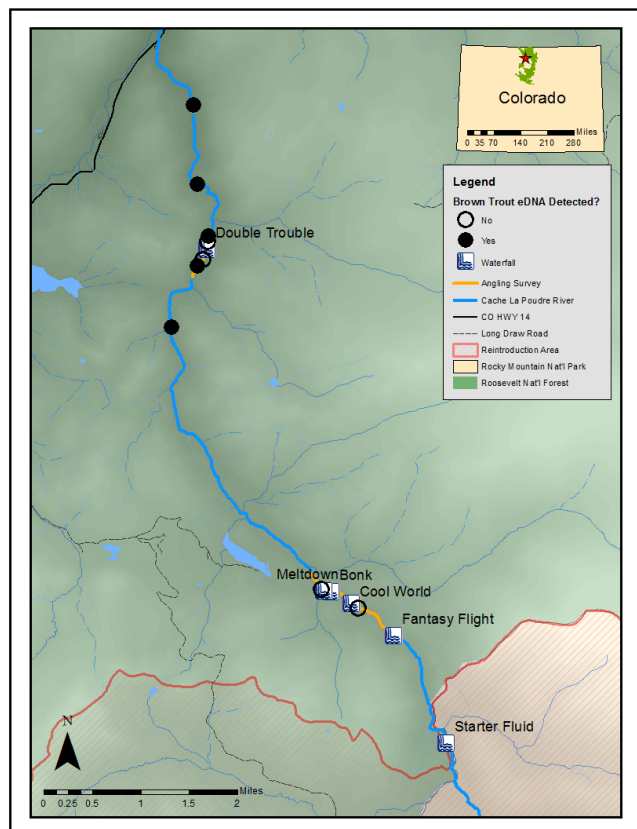 Colorado
Miles
0 35 70 140 210 280
Legend
Brown Trout eDNA Detected?
No
Yes
Waterfall
Angling Survey
Cache La Poudre River
CO HWY 14
Long Draw Road
Reintroduction Area
Rocky Mountain Nat'l Park
Roosevelt Nat'l Forest
Double Trouble
MeltdownBonk
Cool World
Fantasy Flight
Starter Fluid
N
Miles
0 0.25 0.5 1 1.5 2